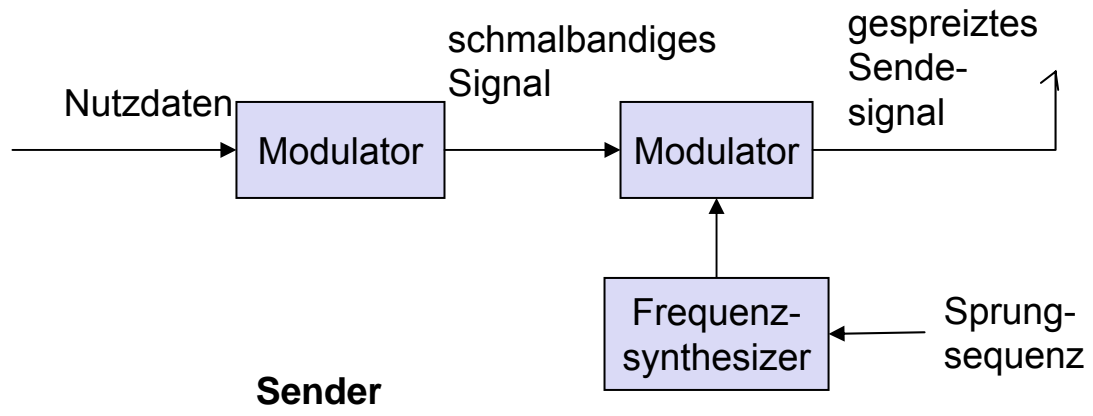 schmalbandiges
Signal
gespreiztes
Sende-
signal
Nutzdaten
Modulator
Modulator
Frequenz-
synthesizer
Sprung-
sequenz
Sender